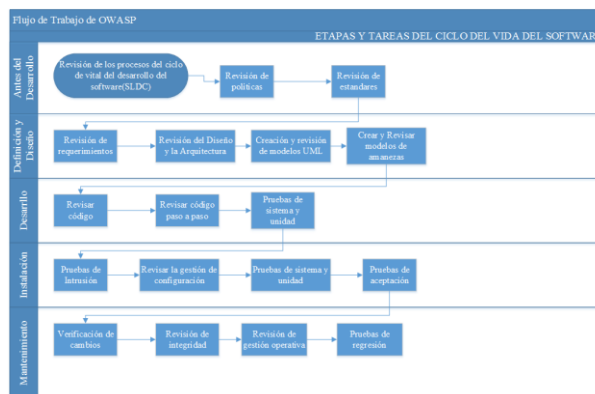 Flujo de Trabajo de OWASP
ETAPAS Y TAREAS DEL CICLO DEL VIDA DEL SOFTWARE
Antes del
Desarrollo
Revisión de los procesos del ciclo
de vital del desarrollo del
software(SLDC)
Revisión de
políticas
Revisión de
estandares
Definición y
Diseño
Revisión de
requerimientos
Revisión del Diseño
y la Arquitectura
Creación y revisión
de modelos UML
Crear y Revisar
modelos de
amanezas
Desarrllo
Revisar
código
Revisar código
paso a paso
Pruebas de
sistema y
unidad
Instalación
Pruebas de
Intrusión
Revisar la gestión de
configuración
Pruebas de sistema y
unidad
Pruebas de
aceptación
Mantenimiento
Verificación de
cambios
Revisión de
integridad
Revisión de
gestión operativa
Pruebas de
regresión